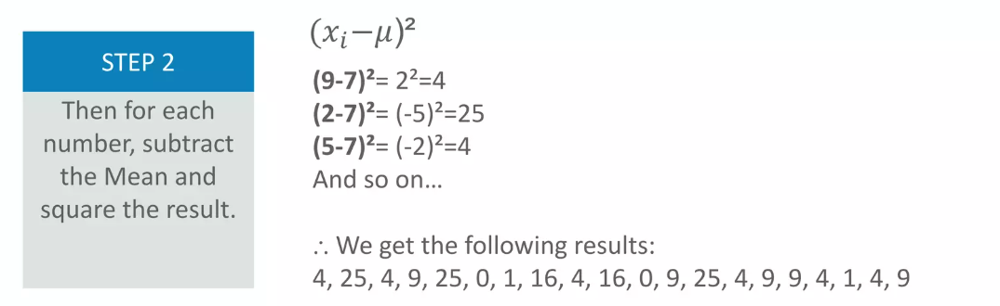 STEP 2
Then for each
number, subtract
the Mean and
square the result.
(xᵢ−μ)²
(9-7)²= 2²=4
(2-7)²= (-5)²=25
(5-7)²= (-2)²=4
And so on...
∴ We get the following results:
4, 25, 4, 9, 25, 0, 1, 16, 4, 16, 0, 9, 25, 4, 9, 9, 4, 1, 4, 9